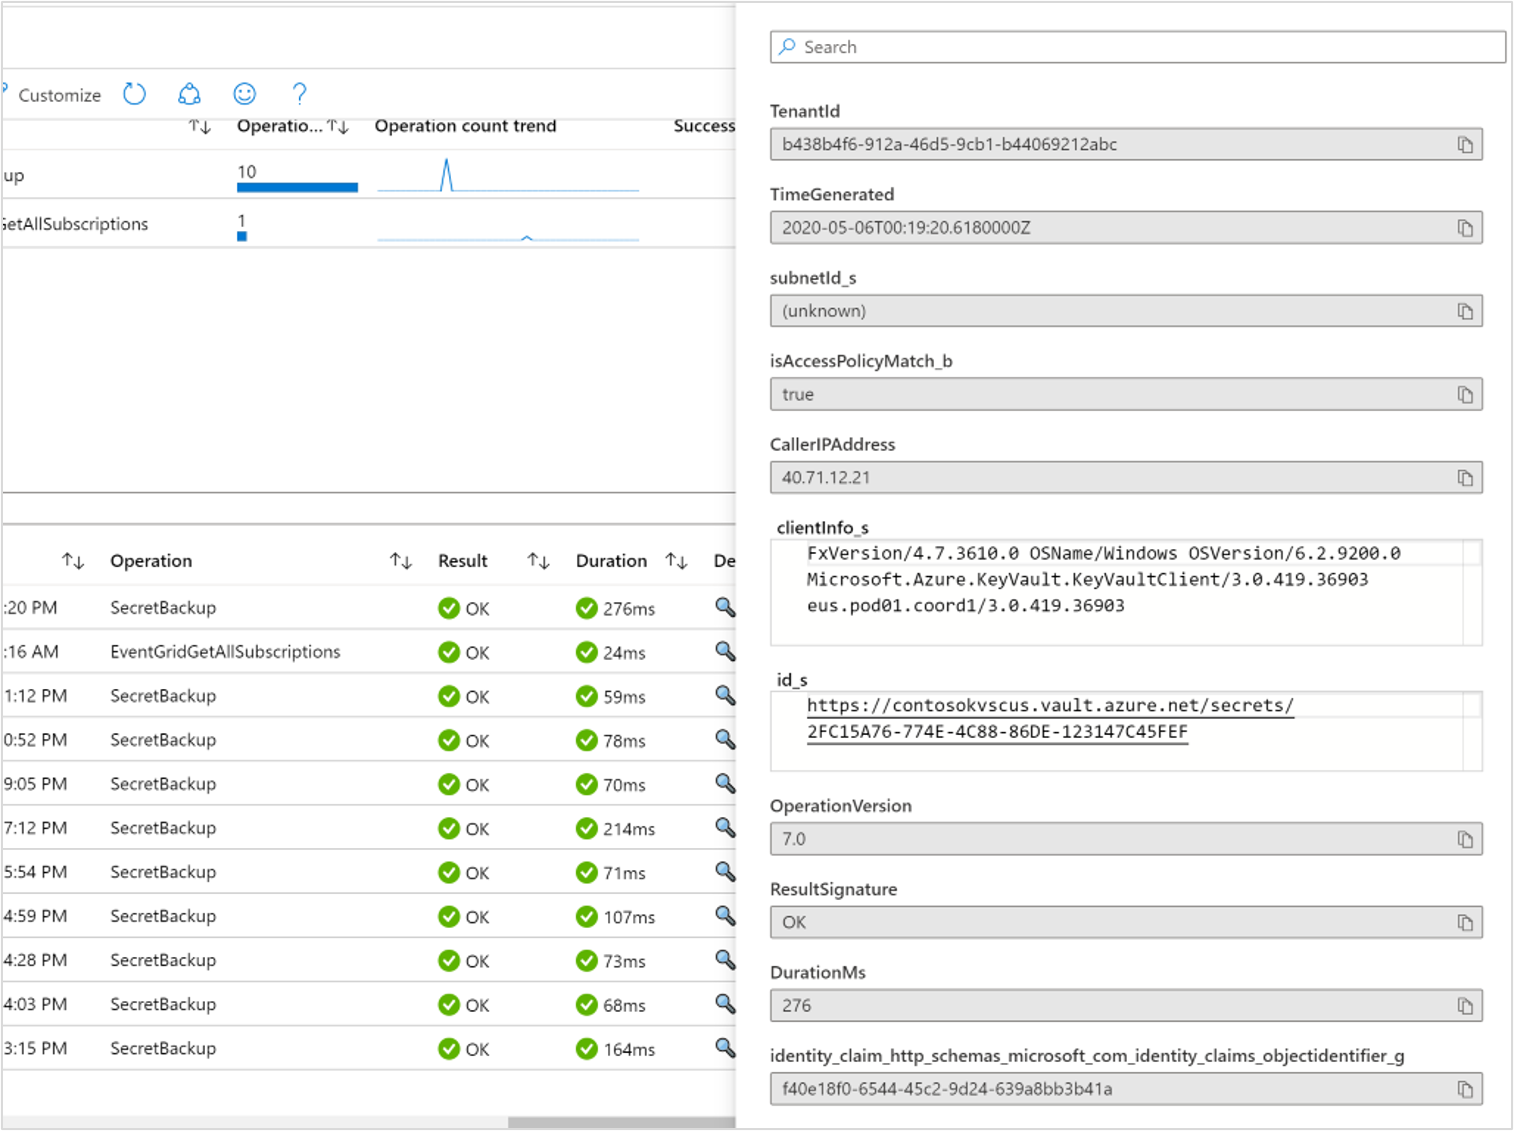 Customize
Operatio... Operation count trend Success
up 10
GetAllSubscriptions 1
Operation Result Duration De
:20 PM SecretBackup OK 276ms
:16 AM EventGridGetAllSubscriptions OK 24ms
1:12 PM SecretBackup OK 59ms
0:52 PM SecretBackup OK 78ms
9:05 PM SecretBackup OK 70ms
7:12 PM SecretBackup OK 214ms
5:54 PM SecretBackup OK 71ms
4:59 PM SecretBackup OK 107ms
4:28 PM SecretBackup OK 73ms
4:03 PM SecretBackup OK 68ms
3:15 PM SecretBackup OK 164ms
Search
TenantId
b438b4f6-912a-46d5-9cb1-b44069212abc
TimeGenerated
2020-05-06T00:19:20.6180000Z
subnetId_s
(unknown)
isAccessPolicyMatch_b
true
CallerIPAddress
40.71.12.21
clientInfo_s
FxVersion/4.7.3610.0 OSName/Windows OSVersion/6.2.9200.0
Microsoft.Azure.KeyVault.KeyVaultClient/3.0.419.36903
eus.pod01.coord1/3.0.419.36903
id_s
https://contosokvscus.vault.azure.net/secrets/
2FC15A76-774E-4C88-86DE-123147C45FEF
OperationVersion
7.0
ResultSignature
OK
DurationMs
276
identity_claim_http_schemas_microsoft_com_identity_claims_objectidentifier_g
f40e18f0-6544-45c2-9d24-639a8bb3b41a